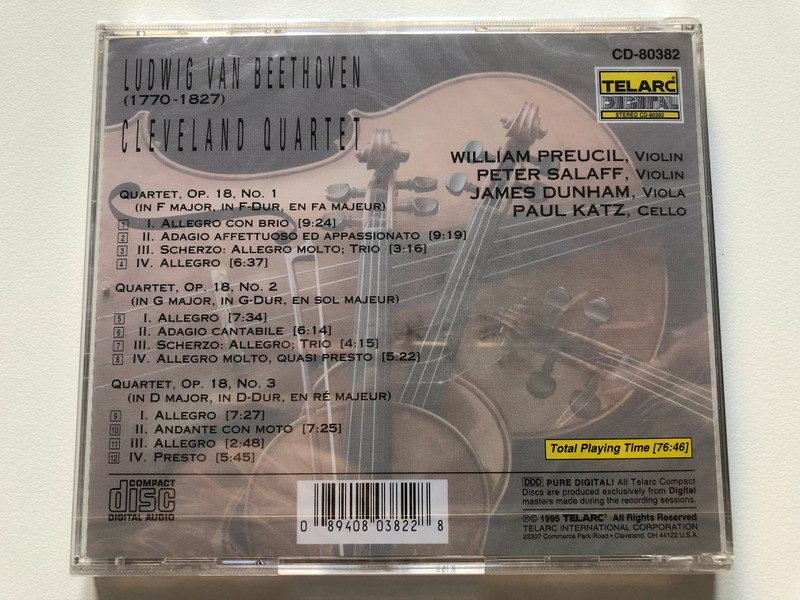 LUDWIG VAN BEETHOVEN
(1770-1827)
CLEVELAND QUARTET
CD-80382
TELARC®
DIGITAL
STEREO CD-80382
WILLIAM PREUCIL, VIOLIN
PETER SALAFF, VIOLIN
JAMES DUNHAM, VIOLA
PAUL KATZ, CELLO
QUARTET, OP. 18, NO. 1
(IN F MAJOR, IN F-DUR, EN FA MAJEUR)
1 I. ALLEGRO CON BRIO [9:24]
2 II. ADAGIO AFFETTUOSO ED APPASSIONATO [9:19]
3 III. SCHERZO: ALLEGRO MOLTO; TRIO [3:16]
4 IV. ALLEGRO [6:37]
QUARTET, OP. 18, NO. 2
(IN G MAJOR, IN G-DUR, EN SOL MAJEUR)
5 I. ALLEGRO [7:34]
6 II. ADAGIO CANTABILE [6:14]
7 III. SCHERZO: ALLEGRO; TRIO [4:15]
8 IV. ALLEGRO MOLTO, QUASI PRESTO [5:22]
QUARTET, OP. 18, NO. 3
(IN D MAJOR, IN D-DUR, EN RÉ MAJEUR)
9 I. ALLEGRO [7:27]
10 II. ANDANTE CON MOTO [7:25]
11 III. ALLEGRO [2:48]
12 IV. PRESTO [5:45]
Total Playing Time [76:46]
COMPACT
disc
DIGITAL AUDIO
0 89408 03822 8
DDD PURE DIGITAL! All Telarc Compact
Discs are produced exclusively from Digital
masters made during the recording sessions.
℗© 1995 TELARC® All Rights Reserved
TELARC INTERNATIONAL CORPORATION
23307 Commerce Park Road • Cleveland, OH 44122 U.S.A.